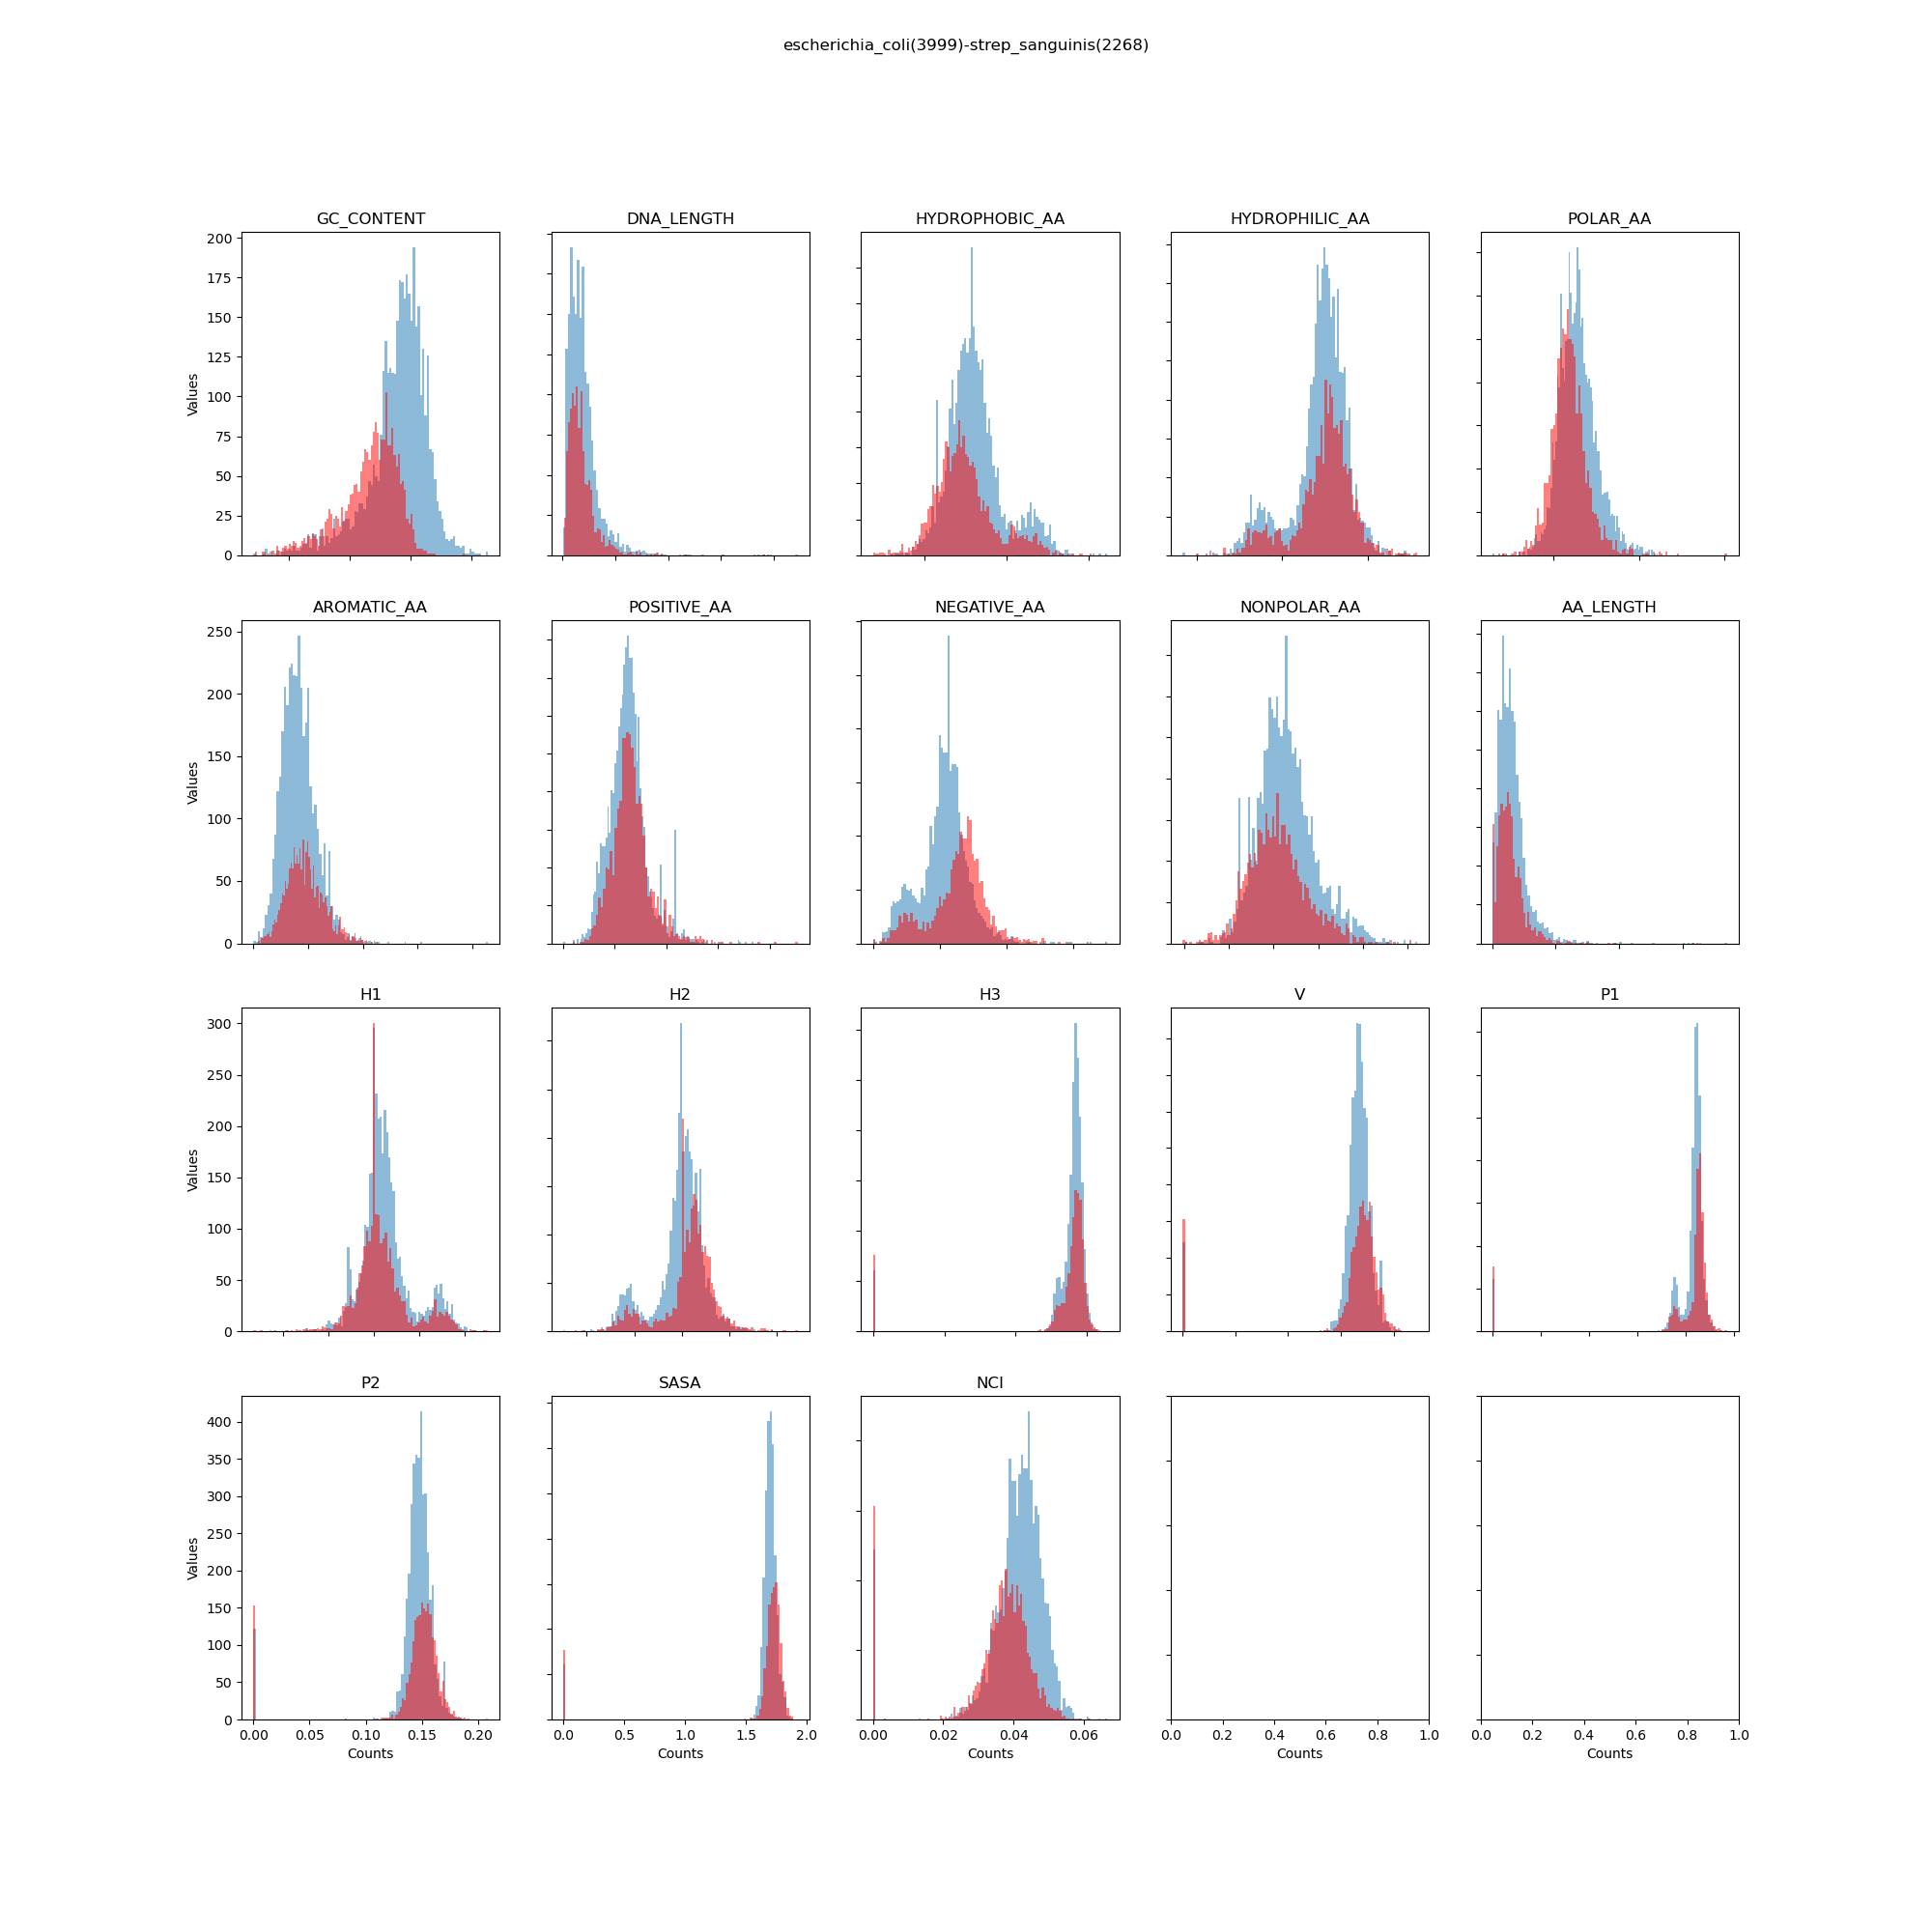 escherichia_coli(3999)-strep_sanguinis(2268)
GC_CONTENT DNA_LENGTH HYDROPHOBIC_AA HYDROPHILIC_AA POLAR_AA
200
175
150
125
100
75
50
25
0
Values
AROMATIC_AA POSITIVE_AA NEGATIVE_AA NONPOLAR_AA AA_LENGTH
250
200
150
100
50
0
Values
H1 H2 H3 V P1
300
250
200
150
100
50
0
Values
P2 SASA NCI
400
350
300
250
200
150
100
50
0
Values
0.00 0.05 0.10 0.15 0.20 0.0 0.5 1.0 1.5 2.0 0.00 0.02 0.04 0.06 0.0 0.2 0.4 0.6 0.8 1.0 0.0 0.2 0.4 0.6 0.8 1.0
Counts Counts Counts Counts Counts